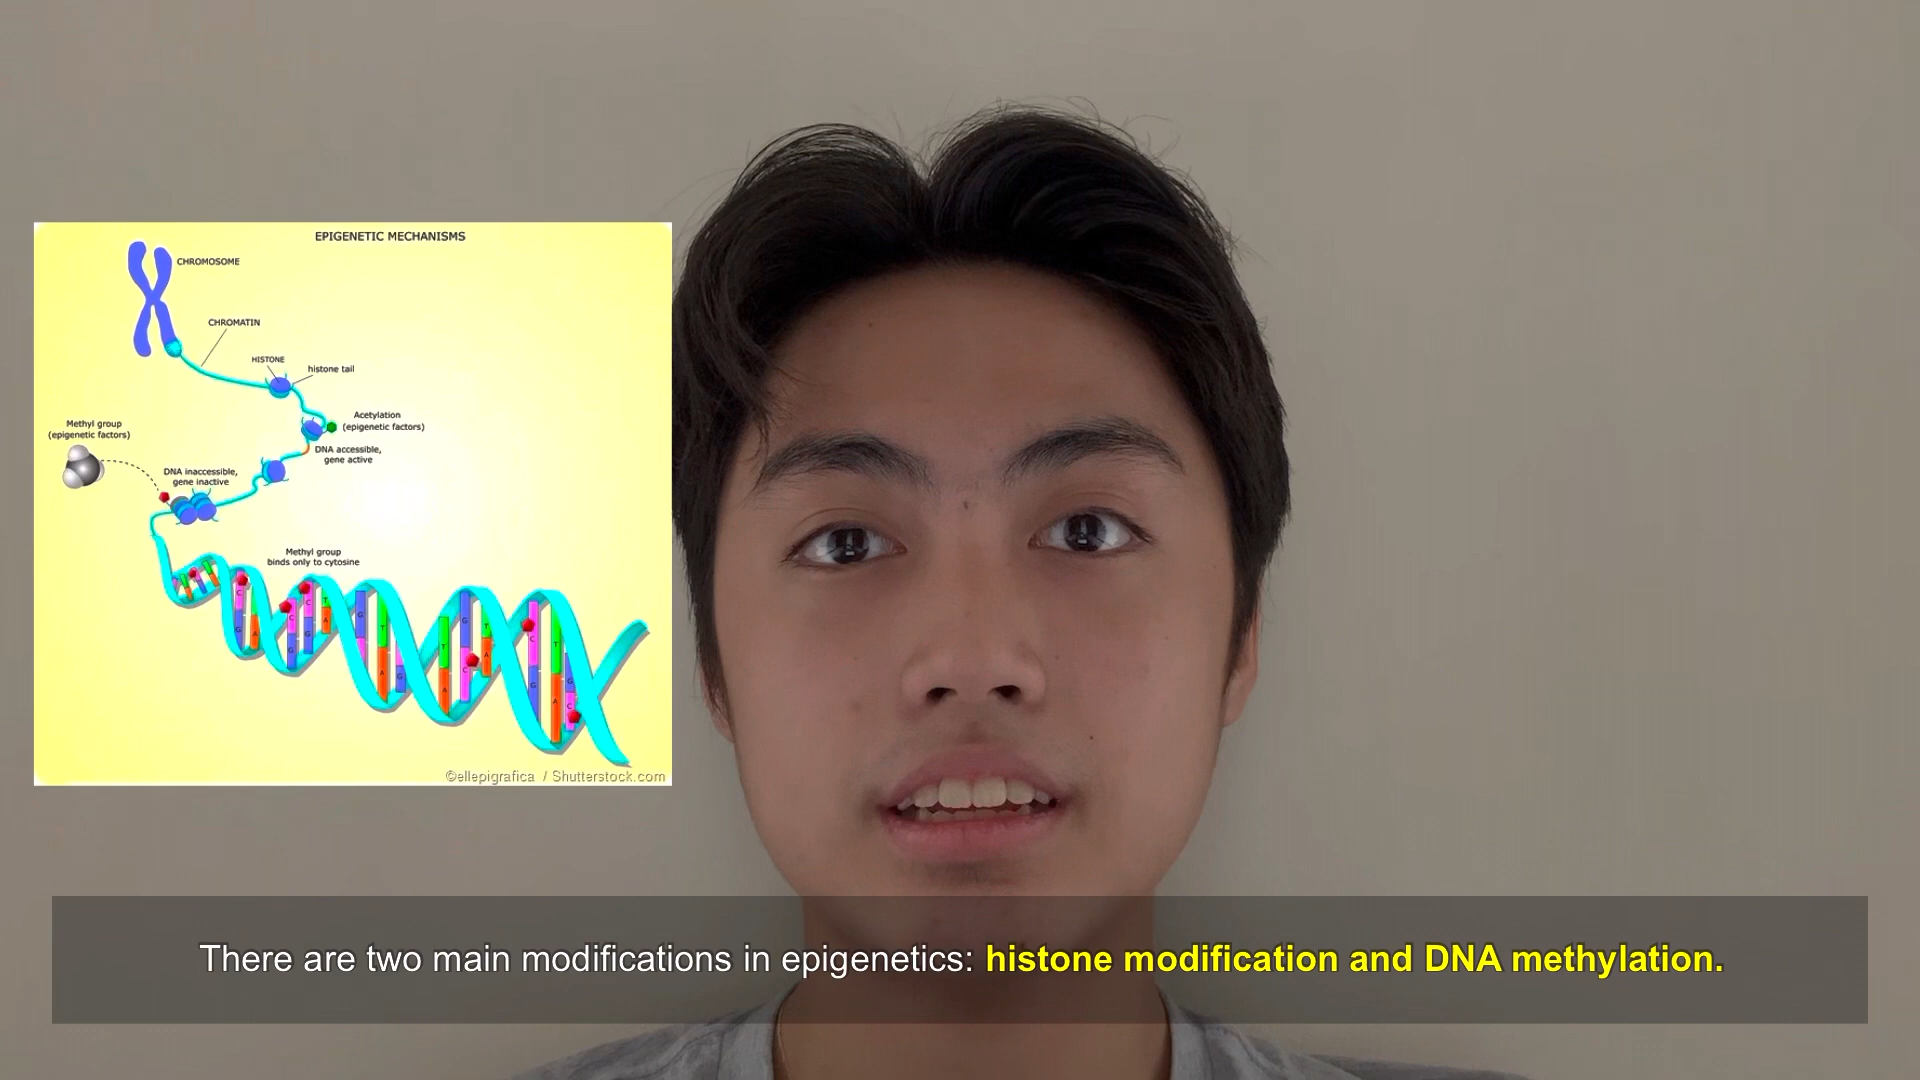 EPIGENETIC MECHANISMS
CHROMOSOME
CHROMATIN
HISTONE
histone tail
Acetylation
(epigenetic factors)
DNA accessible,
gene active
Methyl group
(epigenetic factors)
DNA inaccessible,
gene inactive
Methyl group
binds only to cytosine
©ellepigrafica / Shutterstock.com
There are two main modifications in epigenetics: histone modification and DNA methylation.